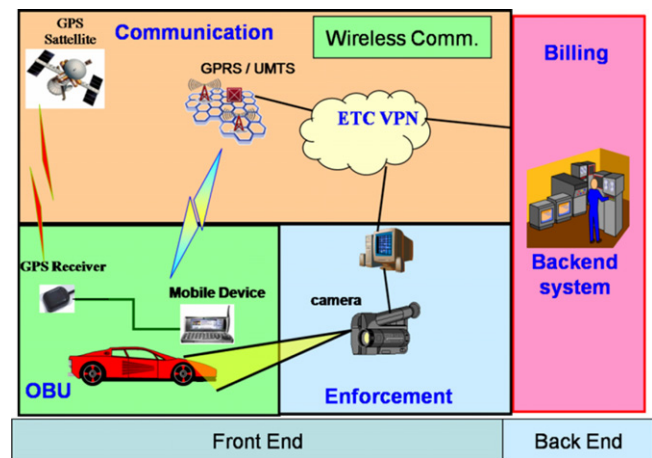 GPS
Sattellite
Communication
Wireless Comm.
GPRS / UMTS
ETC VPN
Billing
Backend
system
GPS Receiver
Mobile Device
OBU
camera
Enforcement
Front End
Back End